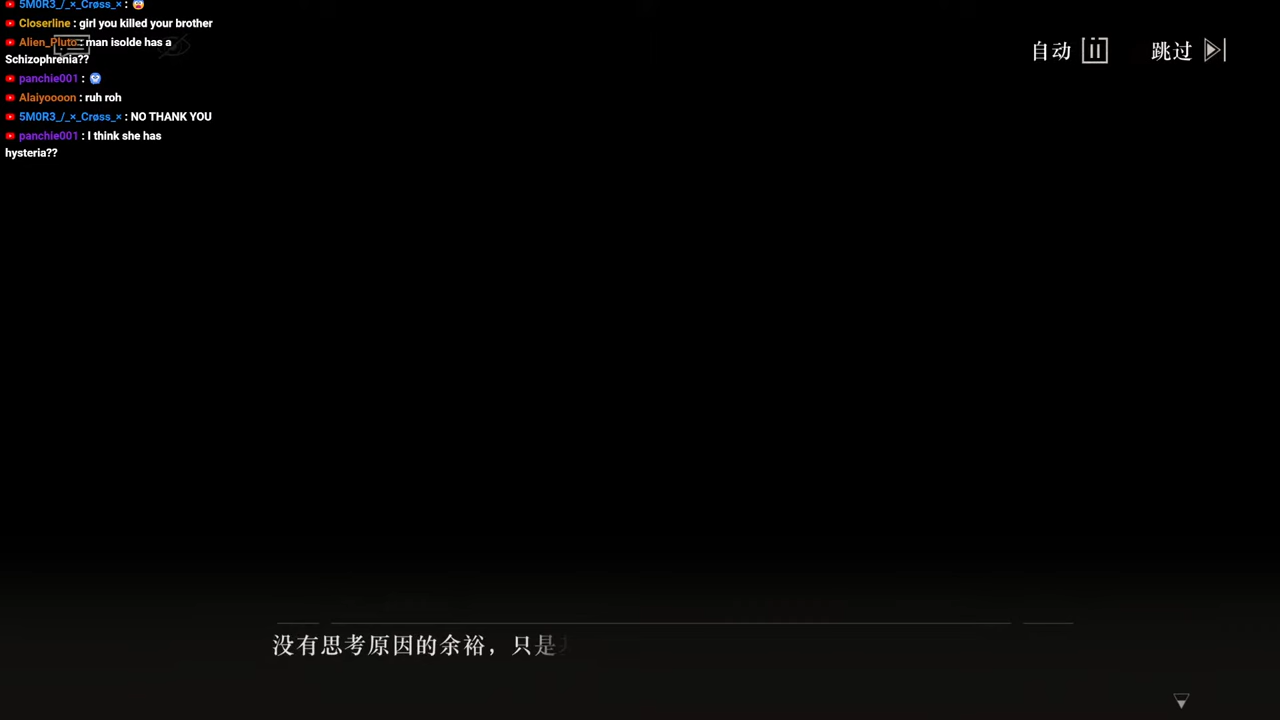 5M0R3_/_×_Crøss_× : 😨
Closerline : girl you killed your brother
Alien_Pluto : man isolde has a
Schizophrenia??
panchie001 :
Alaiyoooon : ruh roh
5M0R3_/_×_Crøss_× : NO THANK YOU
panchie001 : I think she has
hysteria??
自动
跳过
没有思考原因的余裕，只是